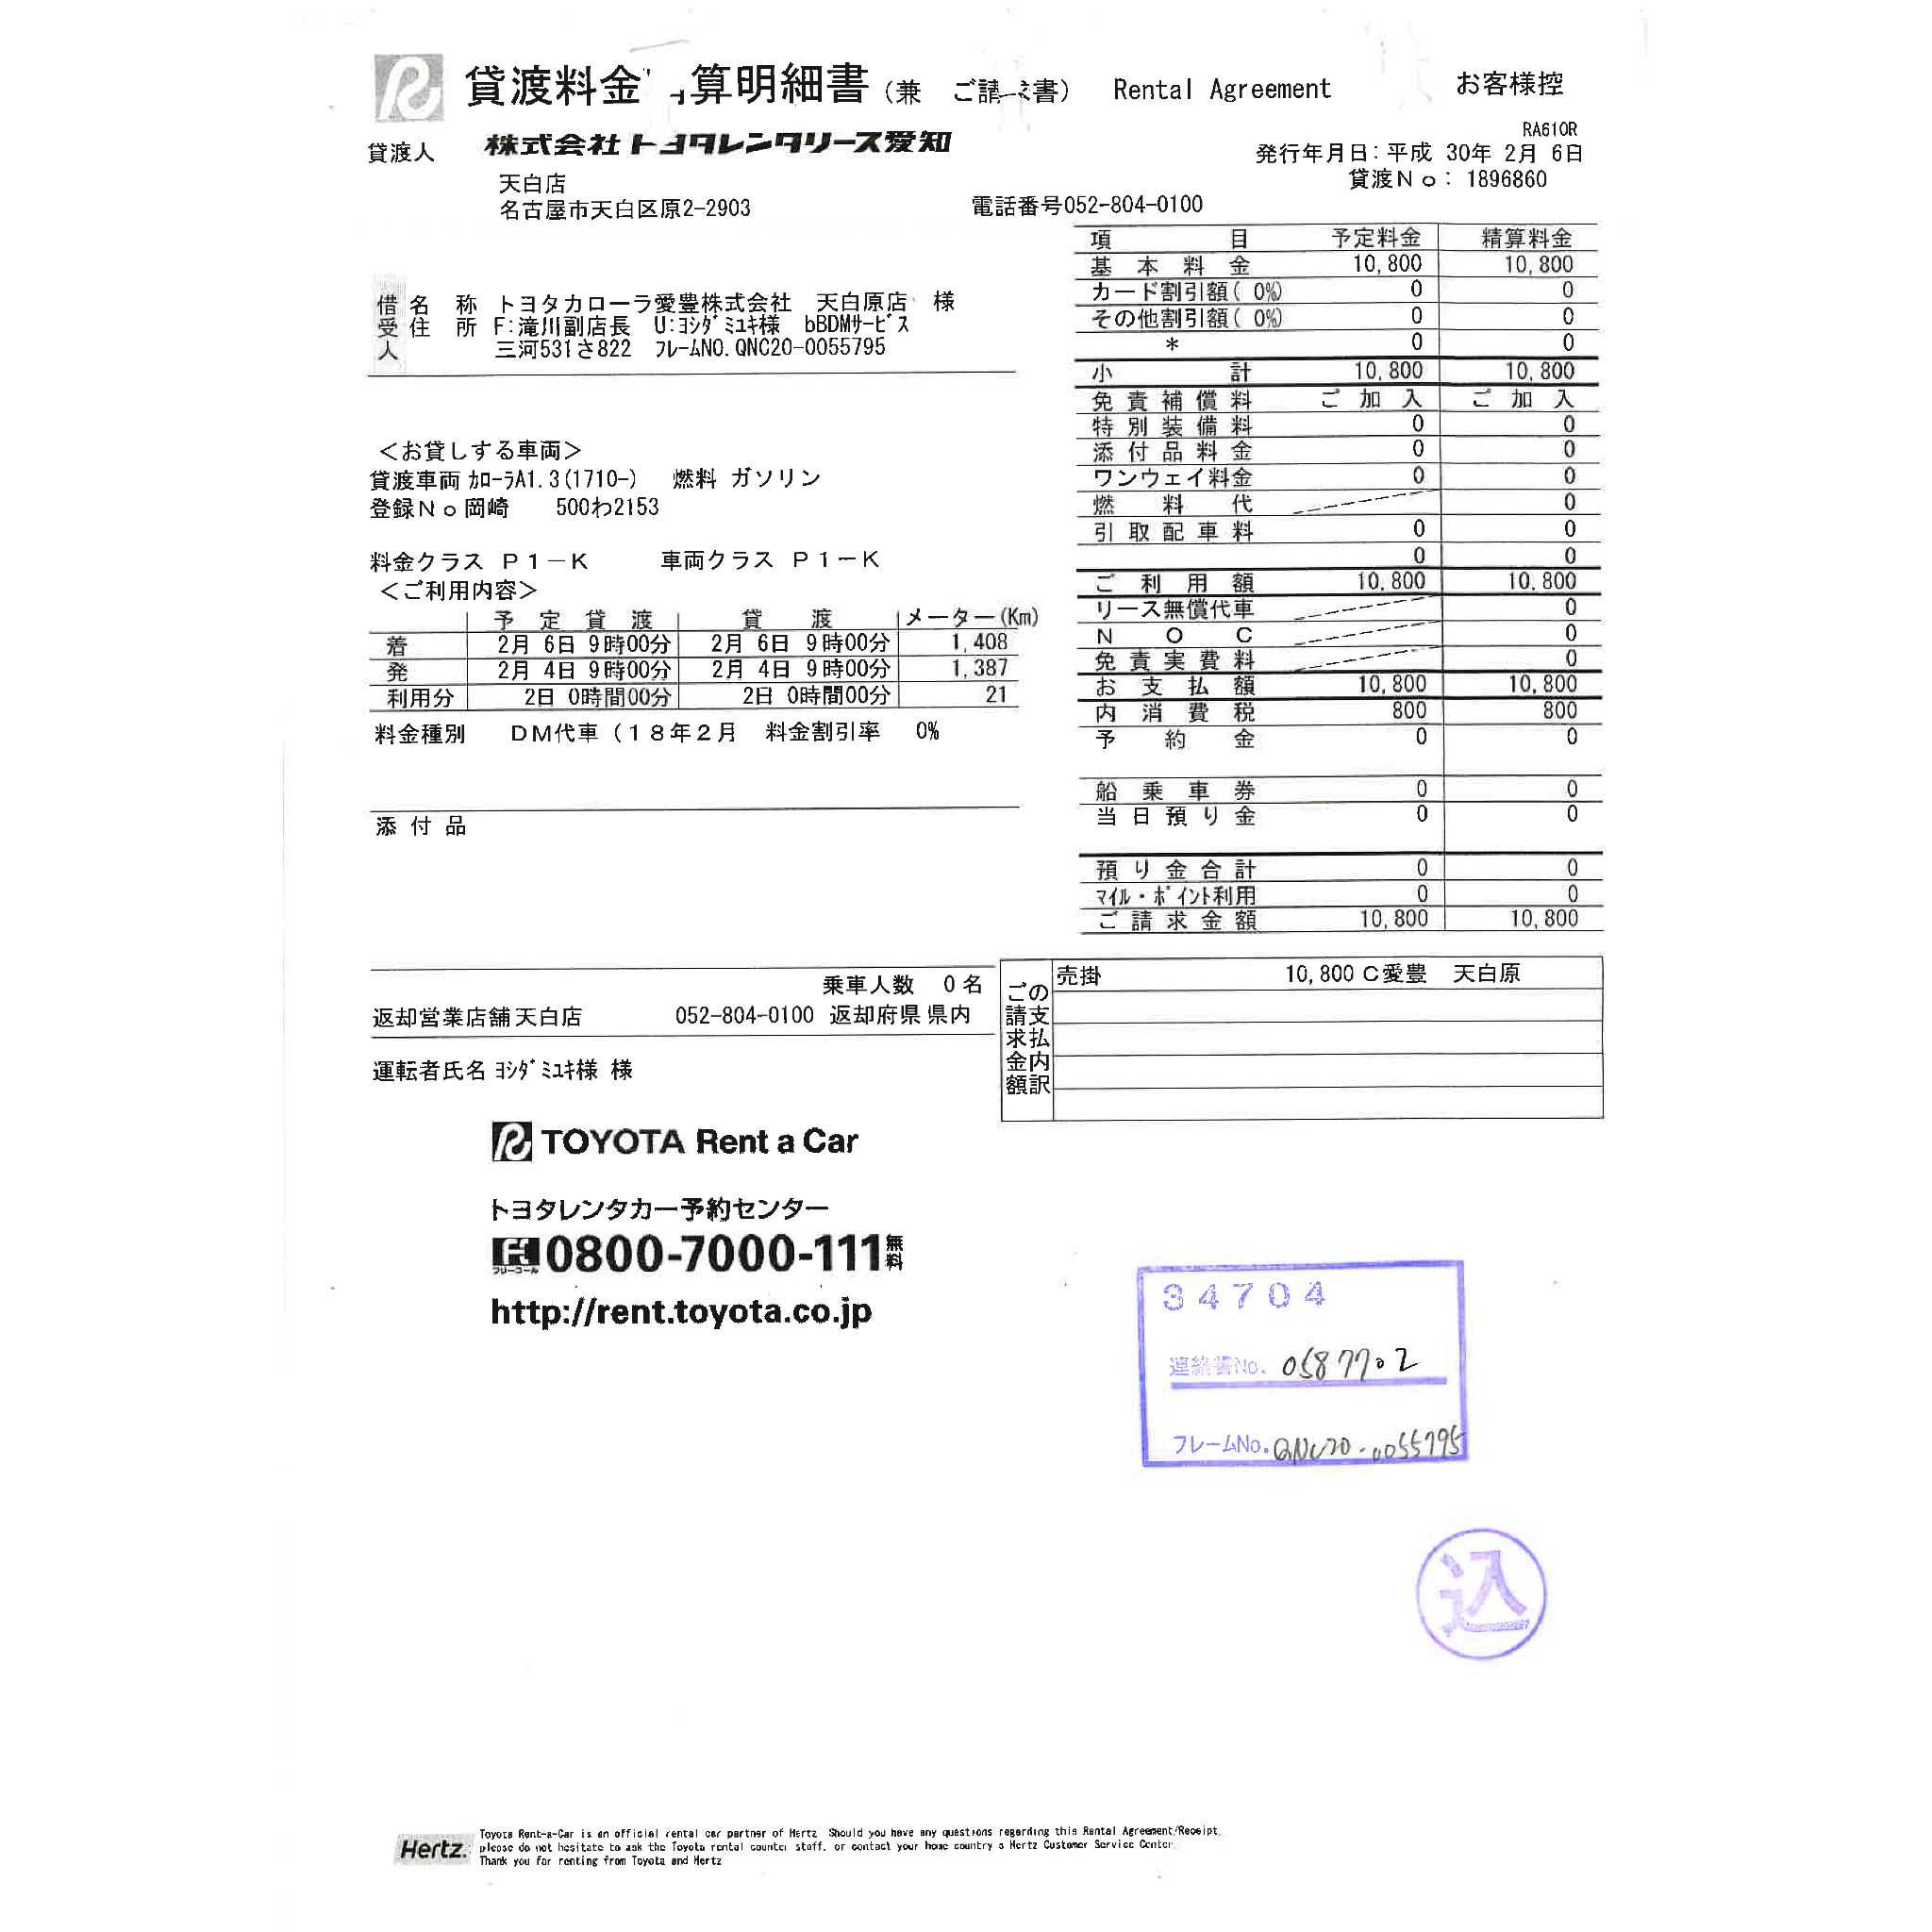 貸渡料金 算明細書（兼 ご請求書） Rental Agreement お客様控
RA610R
貸渡人 株式会社トヨタレンタリース愛知
発行年月日：平成 30年 2月 6日
天白店
貸渡No： 1896860
名古屋市天白区原2-2903 電話番号052-804-0100
借受人
名 称 トヨタカローラ愛豊株式会社 天白原店 様
住 所 F:滝川副店長 U:ﾖｼﾀﾞﾐﾕｷ様 bBDMｻｰﾋﾞｽ
三河531さ822 ﾌﾚｰﾑNO.QNC20-0055795
＜お貸しする車両＞
貸渡車両 ｶﾛｰﾗA1.3(1710-) 燃料 ガソリン
登録No岡崎 500わ2153
料金クラス P1-K 車両クラス P1-K
＜ご利用内容＞
予定貸渡 貸渡 メーター(Km)
着 2月 6日 9時00分 2月 6日 9時00分 1,408
発 2月 4日 9時00分 2月 4日 9時00分 1,387
利用分 2日 0時間00分 2日 0時間00分 21
料金種別 DM代車（18年2月 料金割引率 0%
添付品
項目 予定料金 精算料金
基本料金 10,800 10,800
カード割引額( 0%) 0 0
その他割引額( 0%) 0 0
* 0 0
小計 10,800 10,800
免責補償料 ご加入 ご加入
特別装備料 0 0
添付品料金 0 0
ワンウェイ料金 0 0
燃料代 0
引取配車料 0 0
0 0
ご利用額 10,800 10,800
リース無償代車 0
NOC 0
免責実費料 0
お支払額 10,800 10,800
内消費税 800 800
予約金 0 0
船乗車券 0 0
当日預り金 0 0
預り金合計 0 0
ﾏｲﾙ・ﾎﾟｲﾝﾄ利用 0 0
ご請求金額 10,800 10,800
乗車人数 0名
返却営業店舗 天白店 052-804-0100 返却府県 県内
運転者氏名 ﾖｼﾀﾞﾐﾕｷ様 様
ご請求金額の支払内訳
売掛 10,800 C愛豊 天白原
TOYOTA Rent a Car
トヨタレンタカー予約センター
フリーコール 0800-7000-111 無料
http://rent.toyota.co.jp
34704
連絡書No. 0587702
フレームNo. QNC20-0055795
込
Hertz.
Toyota Rent-a-Car is an official rental car partner of Hertz Should you have any questions regarding this Rental Agreement/Receipt,
please do not hesitate to ask the Toyota rental counter staff, or contact your home country s Hertz Customer Service Center.
Thank you for renting from Toyota and Hertz